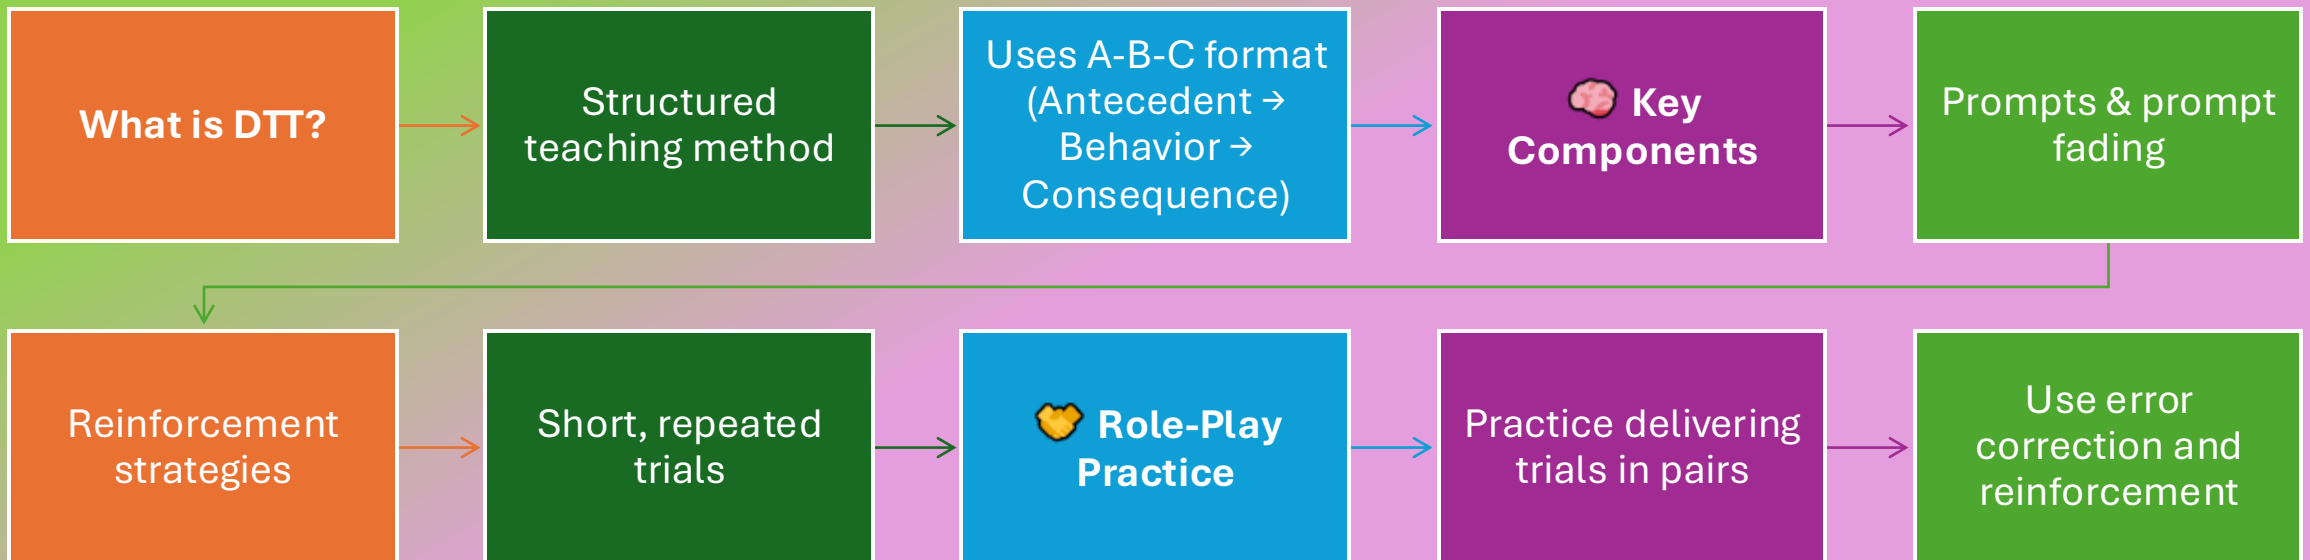 What is DTT?
Structured
teaching method
Uses A-B-C format
(Antecedent →
Behavior →
Consequence)
🧠 Key
Components
Prompts & prompt
fading
Reinforcement
strategies
Short, repeated
trials
🤝 Role-Play
Practice
Practice delivering
trials in pairs
Use error
correction and
reinforcement